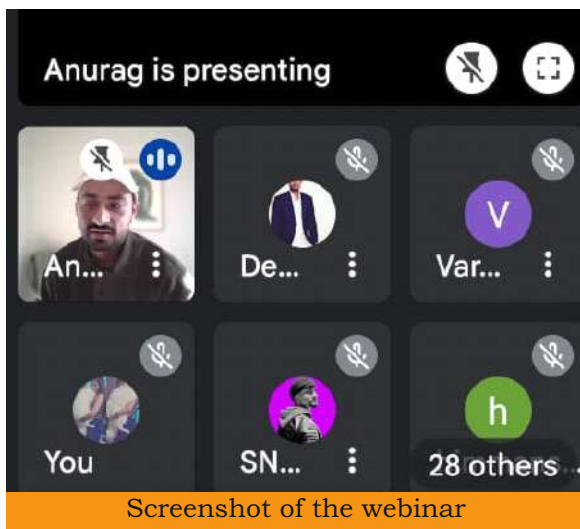 Anurag is presenting
An... De... Var...
V
You SN... 28 others
h
Screenshot of the webinar